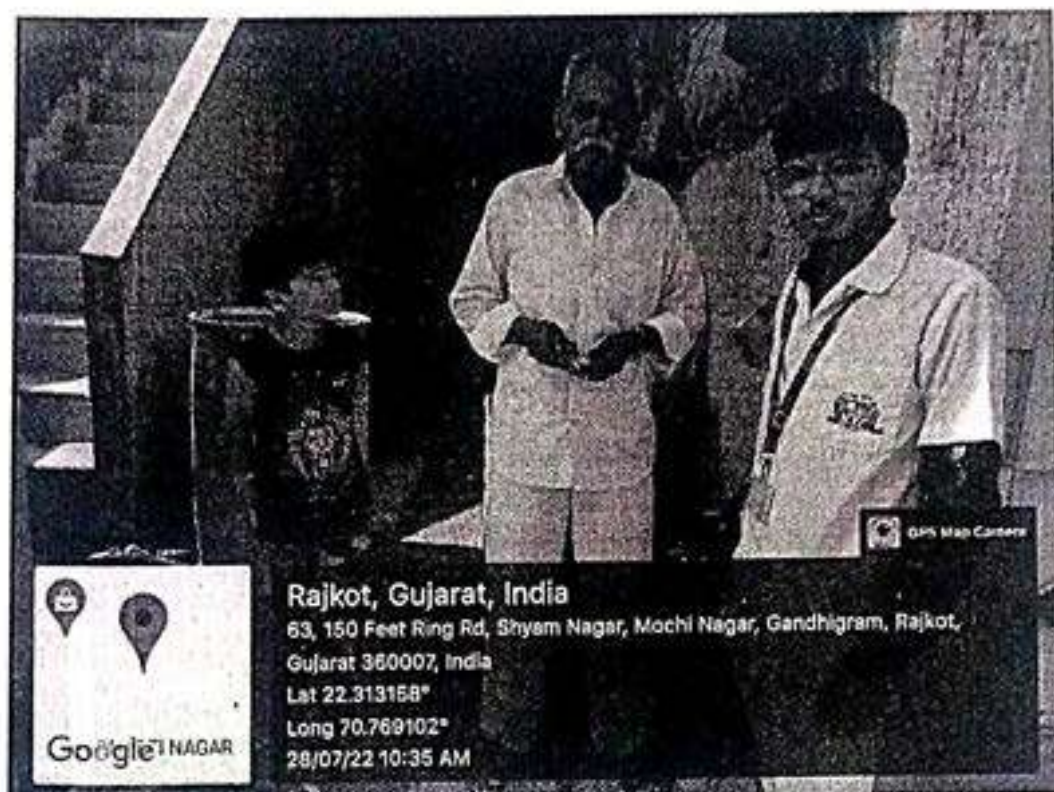 GPS Map Camera
Rajkot, Gujarat, India
63, 150 Feet Ring Rd, Shyam Nagar, Mochi Nagar, Gandhigram, Rajkot,
Gujarat 360007, India
Lat 22.313158°
Long 70.769102°
28/07/22 10:35 AM
Google
NAGAR